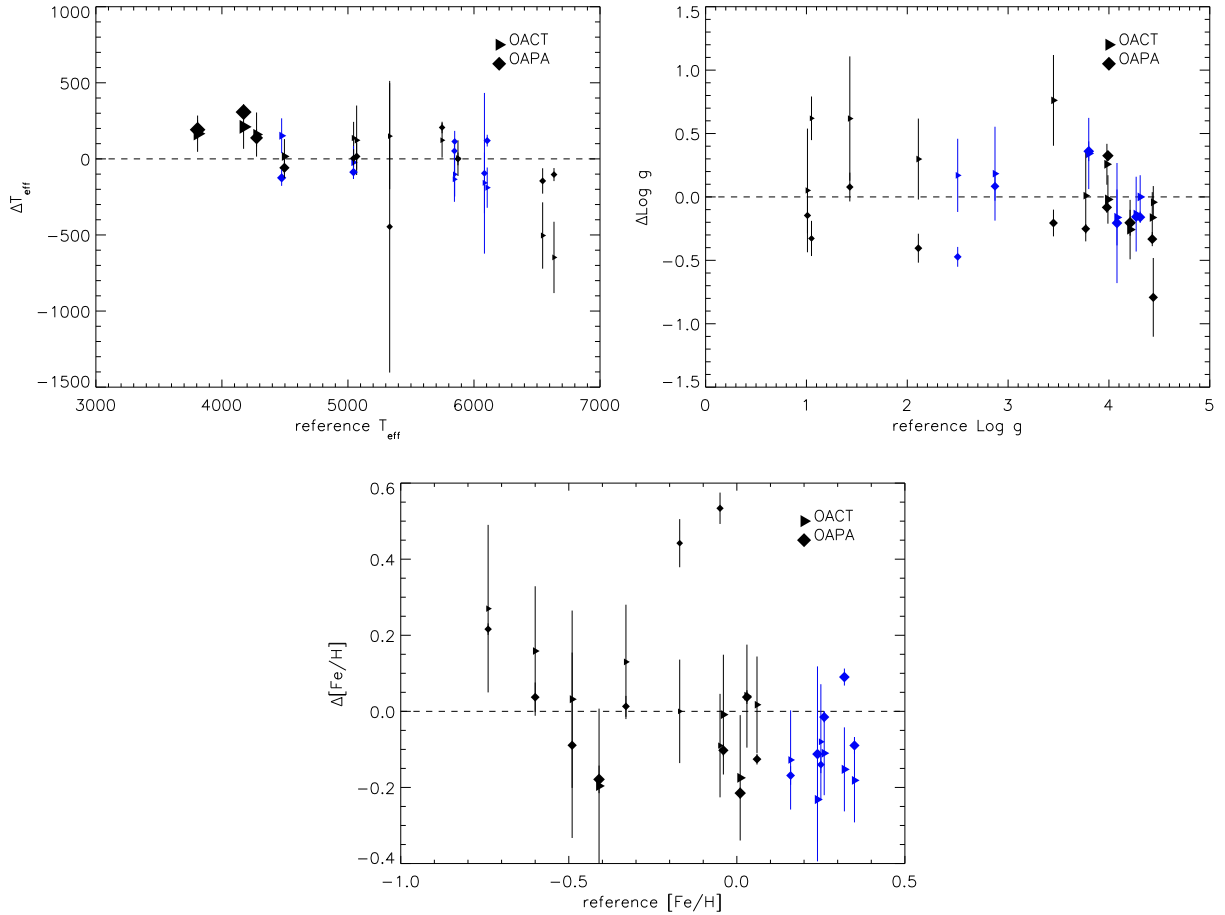 1000
500
0
−500
−1000
−1500
ΔT_eff
OACT
OAPA
3000 4000 5000 6000 7000
reference T_eff
1.5
1.0
0.5
0.0
−0.5
−1.0
−1.5
ΔLog g
OACT
OAPA
0 1 2 3 4 5
reference Log g
0.6
0.4
0.2
0.0
−0.2
−0.4
Δ[Fe/H]
OACT
OAPA
−1.0 −0.5 0.0 0.5
reference [Fe/H]